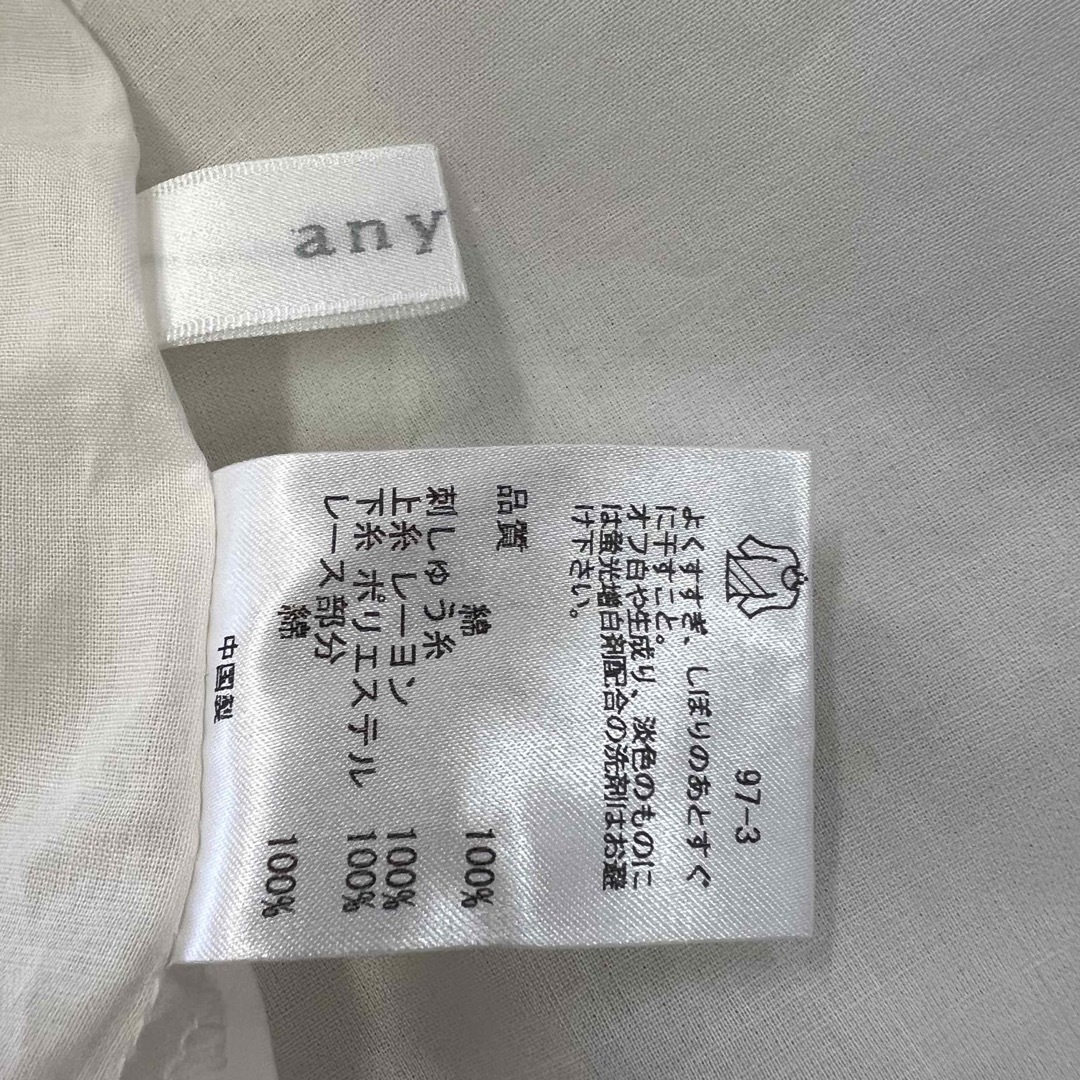 any
97-3
よくすすぎ、しぼりのあとすぐ
に干すこと。
オフ白や生成り、淡色のものに
は蛍光増白剤配合の洗剤はお避
け下さい。
品質
綿 100%
刺しゅう糸
上糸 レーヨン 100%
下糸 ポリエステル 100%
レース部分
綿 100%
中国製